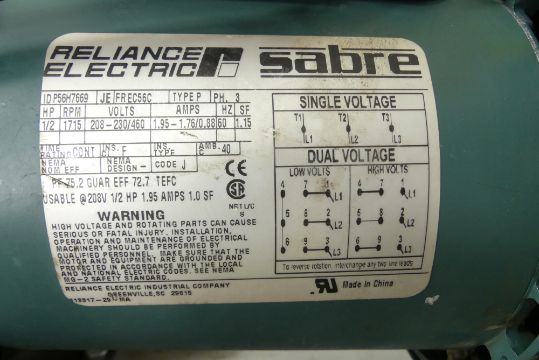 RELIANCE
ELECTRIC
sabre
ID P56H7669 JE FR EC56C TYPE P PH. 3
HP RPM VOLTS AMPS HZ SF
1/2 1715 208-230/460 1.95-1.76/0.88 60 1.15
TIME
RATING CONT INS. F
C INS.
TYPE AMB. 40
C
NEMA
NOM EFF NEMA
DESIGN - CODE J
CE
75.2 GUAR EFF 72.7 TEFC
USABLE @208V 1/2 HP 1.95 AMPS 1.0 SF
NRTL/C
WARNING
HIGH VOLTAGE AND ROTATING PARTS CAN CAUSE
SERIOUS OR FATAL INJURY. INSTALLATION,
OPERATION AND MAINTENANCE OF ELECTRICAL
MACHINERY SHOULD BE PERFORMED BY
QUALIFIED PERSONNEL. MAKE SURE THAT THE
MOTOR AND EQUIPMENT ARE GROUNDED AND
PROTECTED IN ACCORDANCE WITH THE LOCAL
AND NATIONAL ELECTRIC CODES. SEE NEMA
MG-2 SAFETY STANDARD.
RELIANCE ELECTRIC INDUSTRIAL COMPANY
GREENVILLE, SC 29615
SINGLE VOLTAGE
T1 T2 T3
L1 L2 L3
DUAL VOLTAGE
LOW VOLTS HIGH VOLTS
4 7 1 L1 4 7 1
5 8 2 L2 5 8 2
6 9 3 L3 6 9 3
To reverse rotation, interchange any two line leads
Made in China